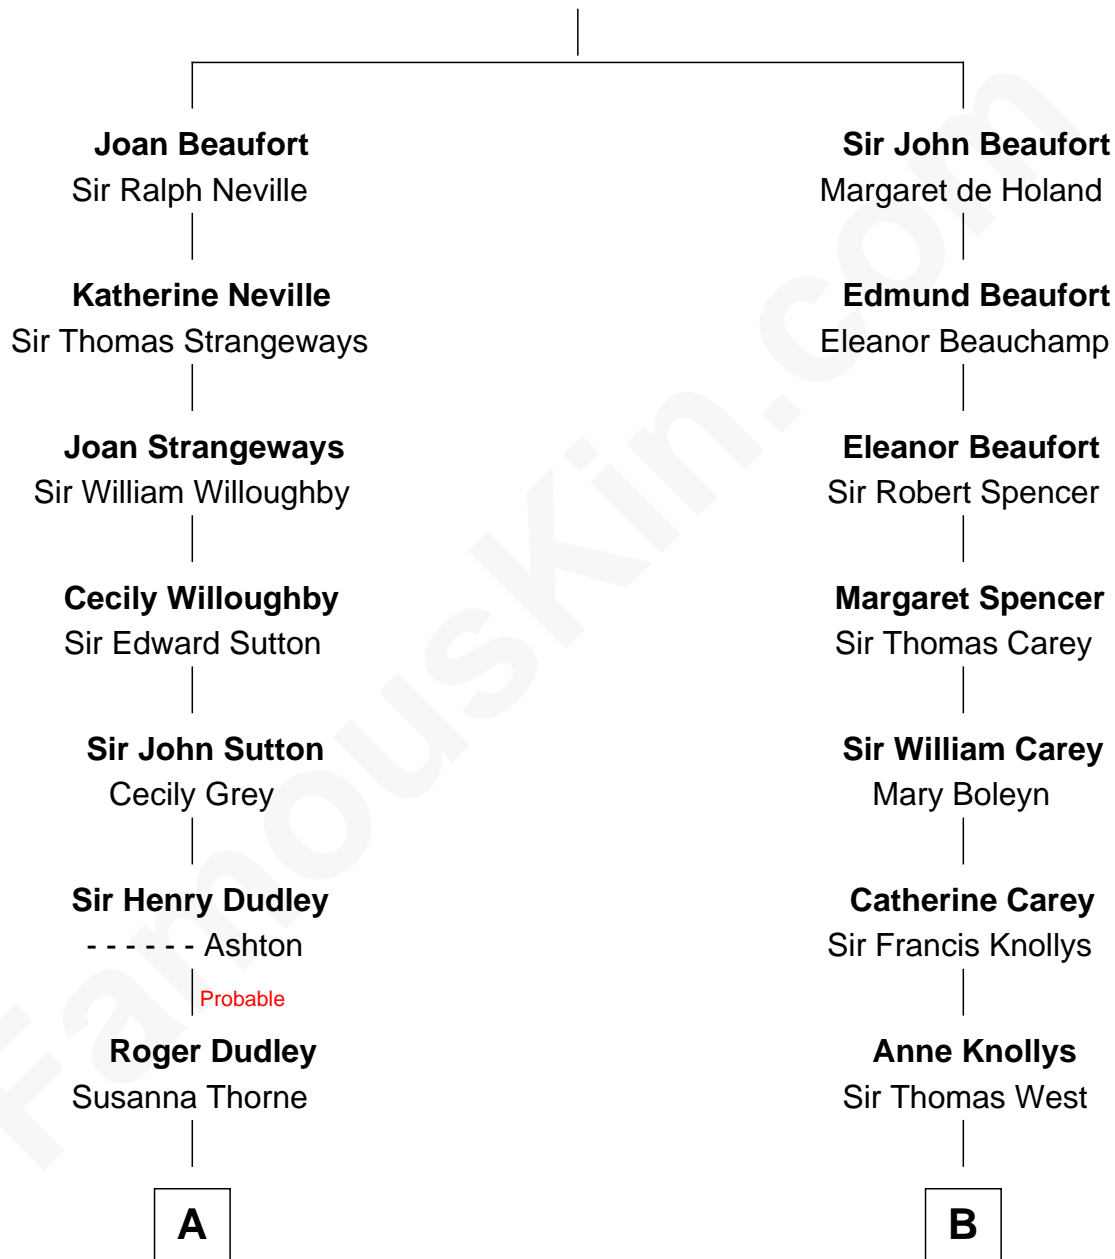 Joan Beaufort
Sir Ralph Neville
Sir John Beaufort
Margaret de Holand
Katherine Neville
Sir Thomas Strangeways
Edmund Beaufort
Eleanor Beauchamp
Joan Strangeways
Sir William Willoughby
Eleanor Beaufort
Sir Robert Spencer
Cecily Willoughby
Sir Edward Sutton
Margaret Spencer
Sir Thomas Carey
Sir John Sutton
Cecily Grey
Sir William Carey
Mary Boleyn
Sir Henry Dudley
- - - - - - Ashton
Catherine Carey
Sir Francis Knollys
Probable
Roger Dudley
Susanna Thorne
Anne Knollys
Sir Thomas West
A
B
FamousKin.com